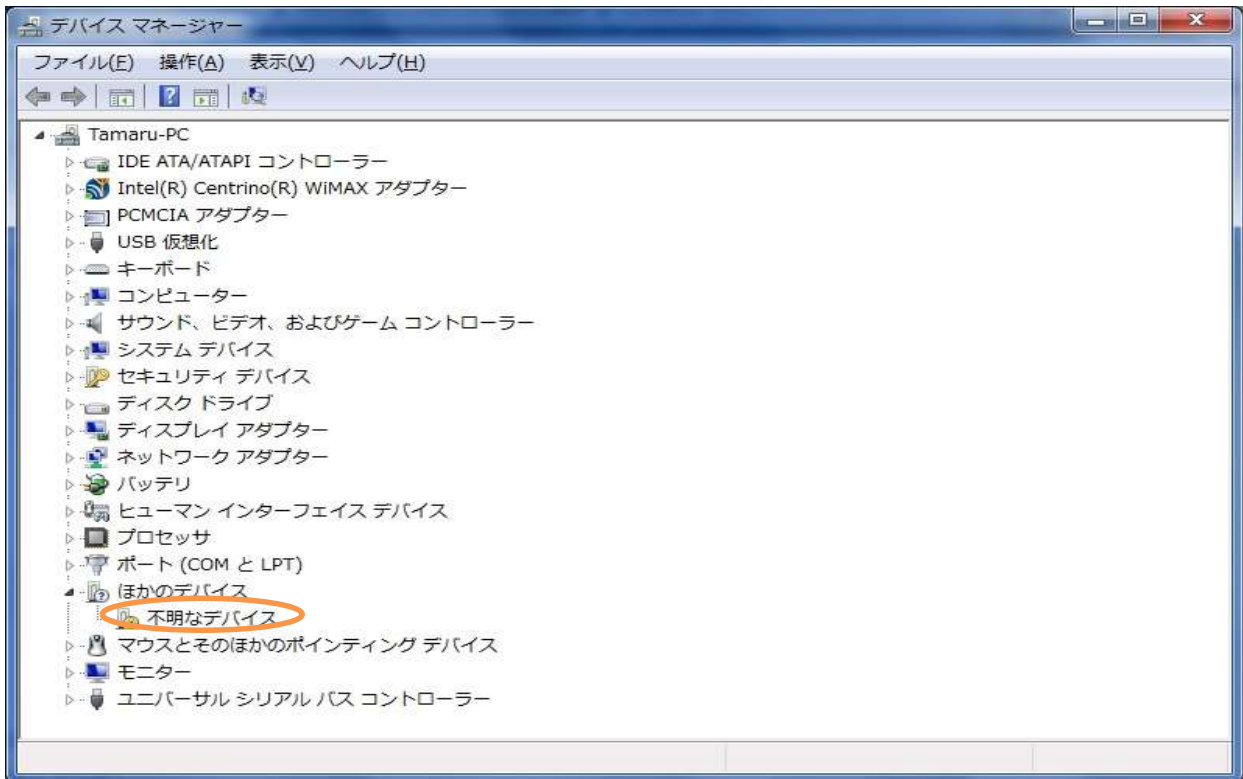 デバイス マネージャー
ファイル(F) 操作(A) 表示(V) ヘルプ(H)
Tamaru-PC
IDE ATA/ATAPI コントローラー
Intel(R) Centrino(R) WiMAX アダプター
PCMCIA アダプター
USB 仮想化
キーボード
コンピューター
サウンド、ビデオ、およびゲーム コントローラー
システム デバイス
セキュリティ デバイス
ディスク ドライブ
ディスプレイ アダプター
ネットワーク アダプター
バッテリ
ヒューマン インターフェイス デバイス
プロセッサ
ポート (COM と LPT)
ほかのデバイス
不明なデバイス
マウスとそのほかのポインティング デバイス
モニター
ユニバーサル シリアル バス コントローラー